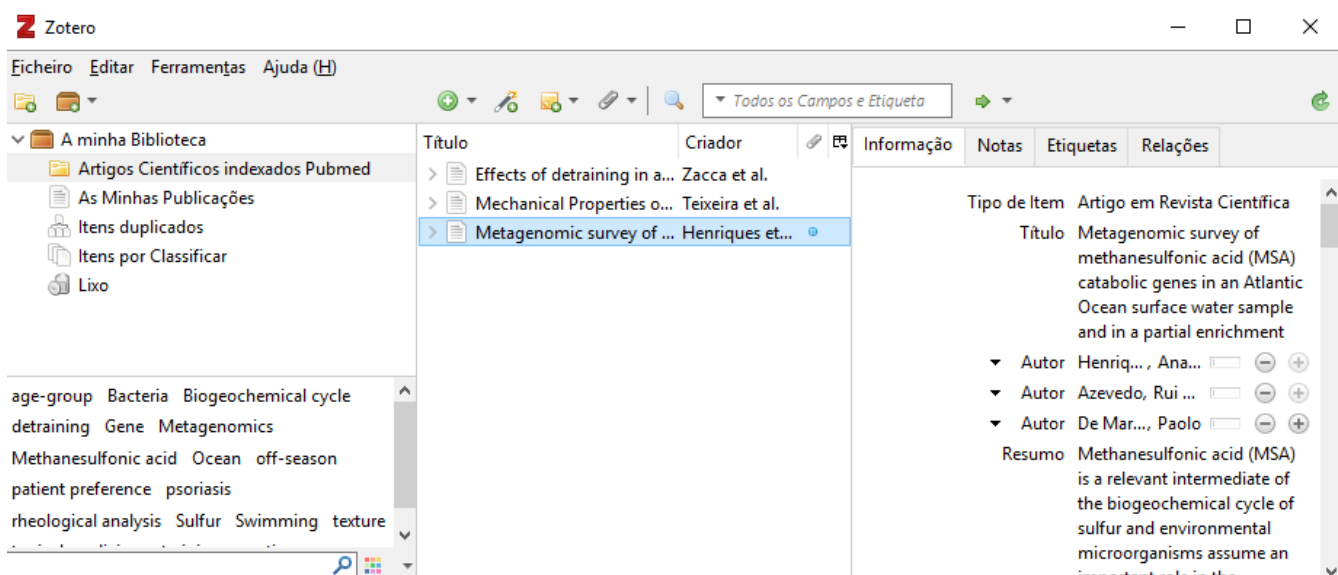 Zotero
Ficheiro Editar Ferramentas Ajuda (H)
Todos os Campos e Etiqueta
A minha Biblioteca
Artigos Científicos indexados Pubmed
As Minhas Publicações
Itens duplicados
Itens por Classificar
Lixo
age-group Bacteria Biogeochemical cycle
detraining Gene Metagenomics
Methanesulfonic acid Ocean off-season
patient preference psoriasis
rheological analysis Sulfur Swimming texture
Título Criador
Effects of detraining in a... Zacca et al.
Mechanical Properties o... Teixeira et al.
Metagenomic survey of ... Henriques et...
Informação Notas Etiquetas Relações
Tipo de Item Artigo em Revista Científica
Título Metagenomic survey of
methanesulfonic acid (MSA)
catabolic genes in an Atlantic
Ocean surface water sample
and in a partial enrichment
Autor Henriq... , Ana...
Autor Azevedo, Rui ...
Autor De Mar..., Paolo
Resumo Methanesulfonic acid (MSA)
is a relevant intermediate of
the biogeochemical cycle of
sulfur and environmental
microorganisms assume an
important role in the